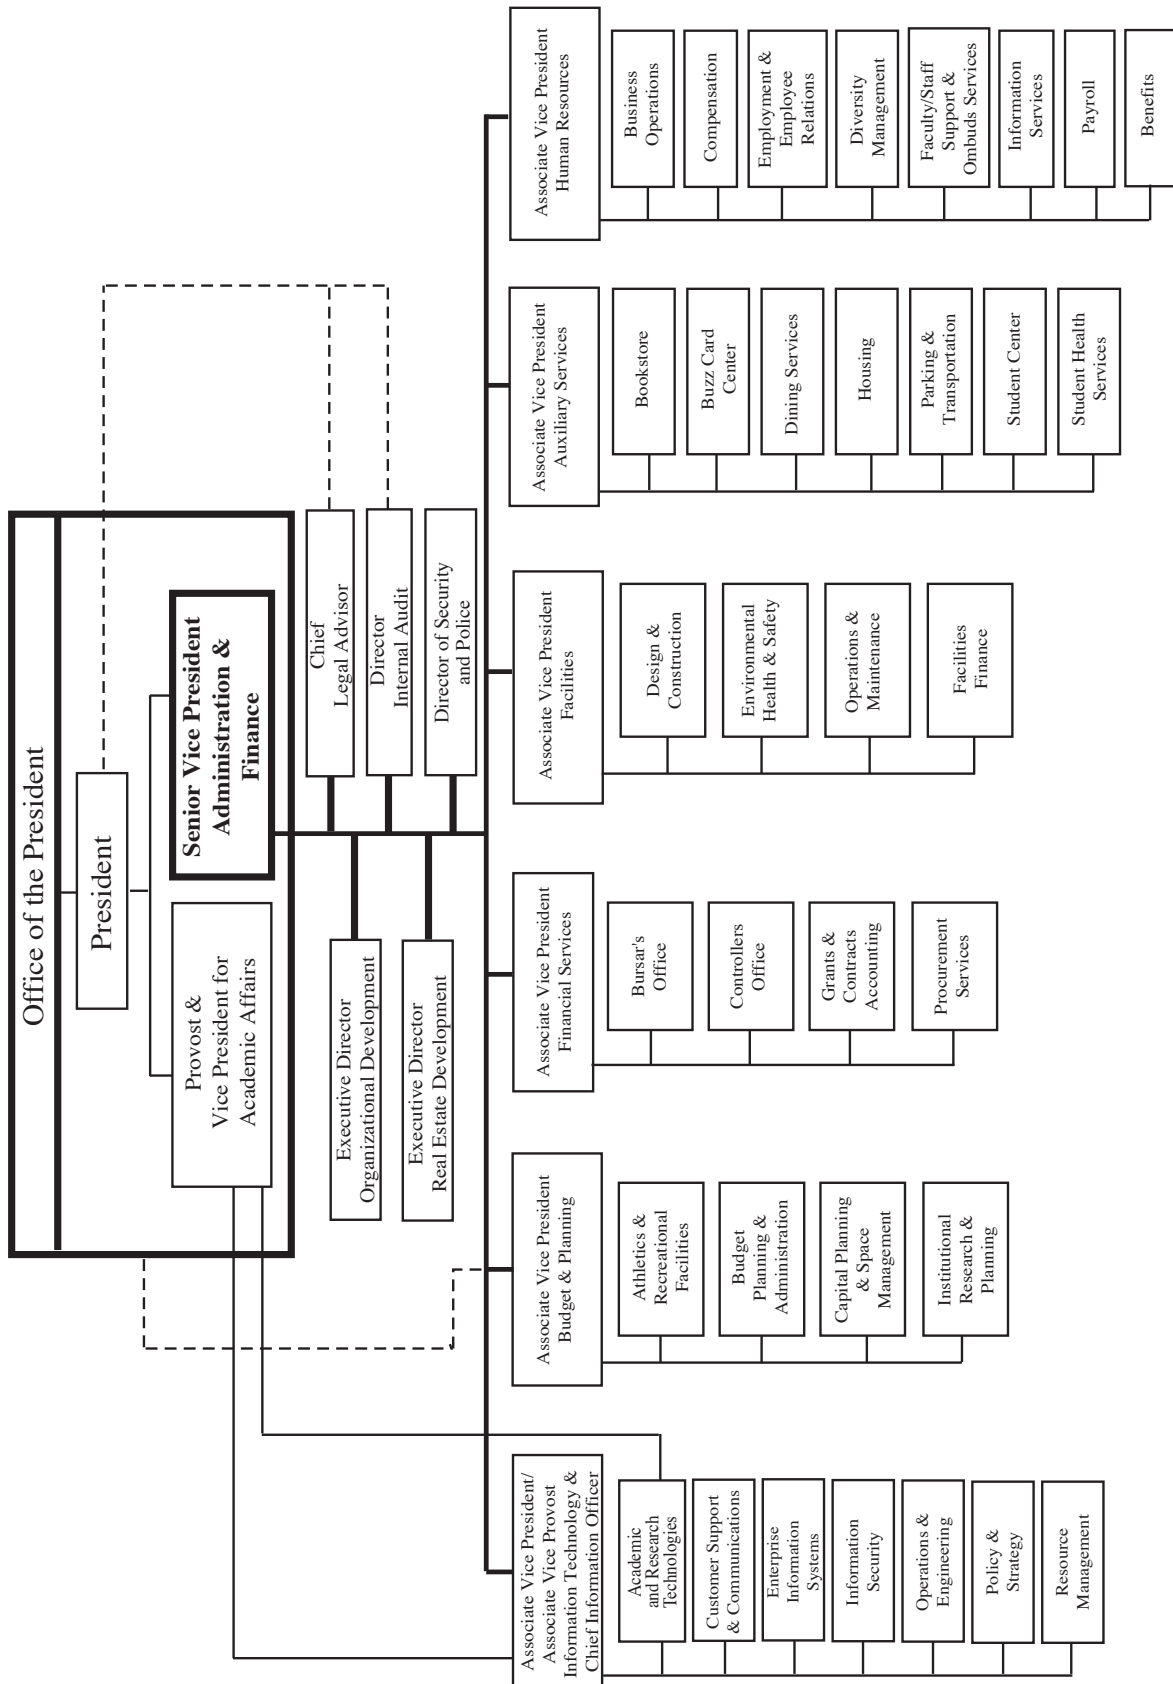 Office of the President
President
Provost &
Vice President for
Academic Affairs
Senior Vice President
Administration &
Finance
Executive Director
Organizational Development
Executive Director
Real Estate Development
Chief
Legal Advisor
Director
Internal Audit
Director of Security
and Police
Associate Vice President/
Associate Vice Provost
Information Technology &
Chief Information Officer
Academic
and Research
Technologies
Customer Support
& Communications
Enterprise
Information
Systems
Information
Security
Operations &
Engineering
Policy &
Strategy
Resource
Management
Associate Vice President
Budget & Planning
Athletics &
Recreational
Facilities
Budget
Planning &
Administration
Capital Planning
& Space
Management
Institutional
Research &
Planning
Associate Vice President
Financial Services
Bursar's
Office
Controllers
Office
Grants &
Contracts
Accounting
Procurement
Services
Associate Vice President
Facilities
Design &
Construction
Environmental
Health & Safety
Operations &
Maintenance
Facilities
Finance
Associate Vice President
Auxiliary Services
Bookstore
Buzz Card
Center
Dining Services
Housing
Parking &
Transportation
Student Center
Student Health
Services
Associate Vice President
Human Resources
Business
Operations
Compensation
Employment &
Employee
Relations
Diversity
Management
Faculty/Staff
Support &
Ombuds Services
Information
Services
Payroll
Benefits